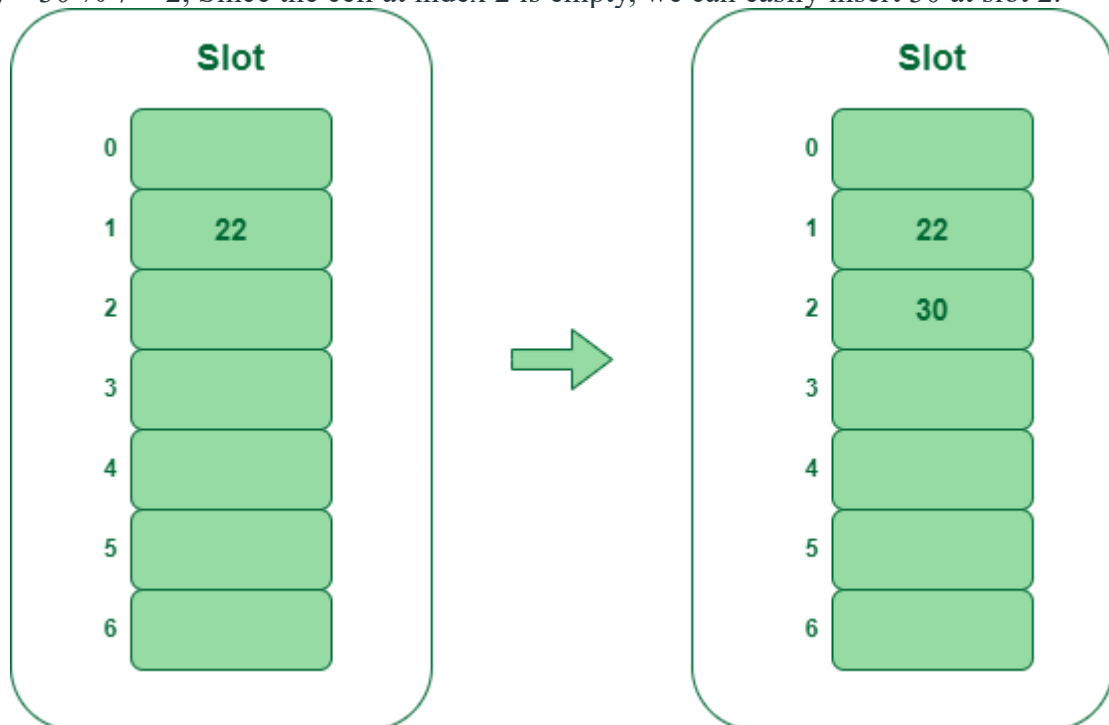 = 30 % 7 = 2, Since the cell at index 2 is empty, we can easily insert 30 at slot 2.
Slot Slot
0 0
1 22 1 22
2 2 30
3 3
4 4
5 5
6 6